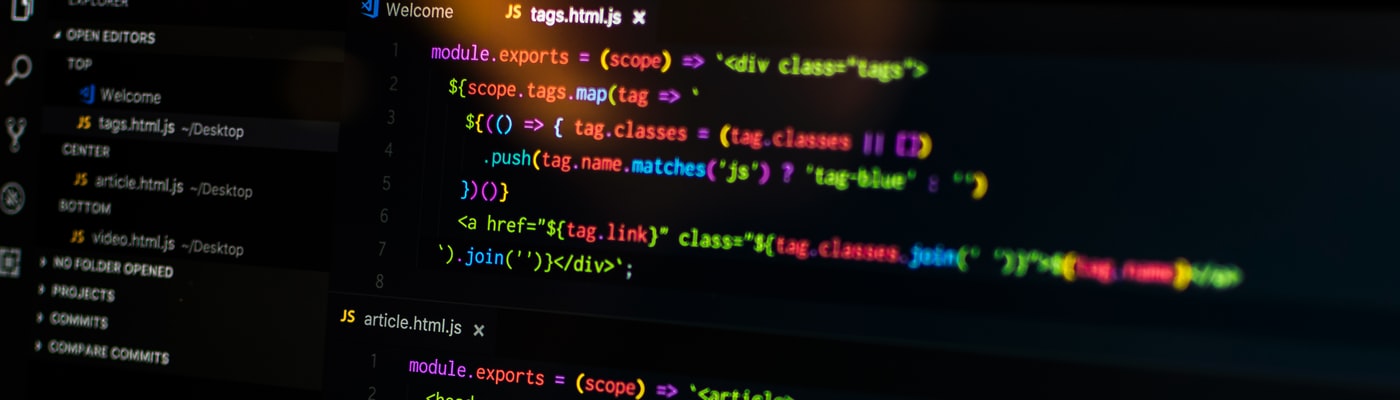 EXPLORER
OPEN EDITORS
TOP
Welcome
JS tags.html.js ~/Desktop
CENTER
JS article.html.js ~/Desktop
BOTTOM
JS video.html.js ~/Desktop
NO FOLDER OPENED
PROJECTS
COMMITS
COMPARE COMMITS
Welcome JS tags.html.js ×
1 module.exports = (scope) => `<div class="tags">
2 ${scope.tags.map(tag => `
3 ${(() => { tag.classes = (tag.classes || [])
4 .push(tag.name.matches('js') ? 'tag-blue' : '')
5 })()}
6 <a href="${tag.link}" class="${tag.classes.join(' ')}">${tag.name}</a>
7 `).join('')}</div>`;
8
JS article.html.js ×
1 module.exports = (scope) => `<article>
2